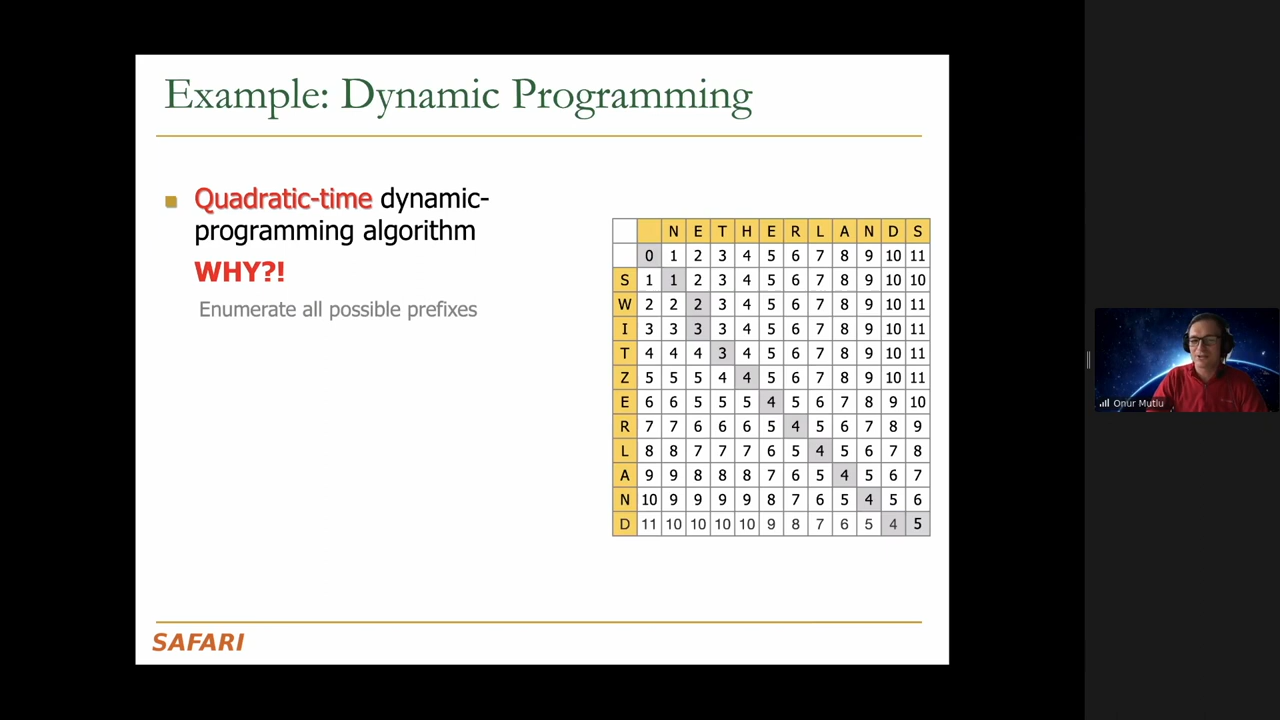 Example: Dynamic Programming
Quadratic-time dynamic-
programming algorithm
WHY?!
Enumerate all possible prefixes
N E T H E R L A N D S
0 1 2 3 4 5 6 7 8 9 10 11
S 1 1 2 3 4 5 6 7 8 9 10 10
W 2 2 2 3 4 5 6 7 8 9 10 11
I 3 3 3 3 4 5 6 7 8 9 10 11
T 4 4 4 3 4 5 6 7 8 9 10 11
Z 5 5 5 4 4 5 6 7 8 9 10 11
E 6 6 5 5 5 4 5 6 7 8 9 10
R 7 7 6 6 6 5 4 5 6 7 8 9
L 8 8 7 7 7 6 5 4 5 6 7 8
A 9 9 8 8 8 7 6 5 4 5 6 7
N 10 9 9 9 9 8 7 6 5 4 5 6
D 11 10 10 10 10 9 8 7 6 5 4 5
SAFARI
Onur Mutlu